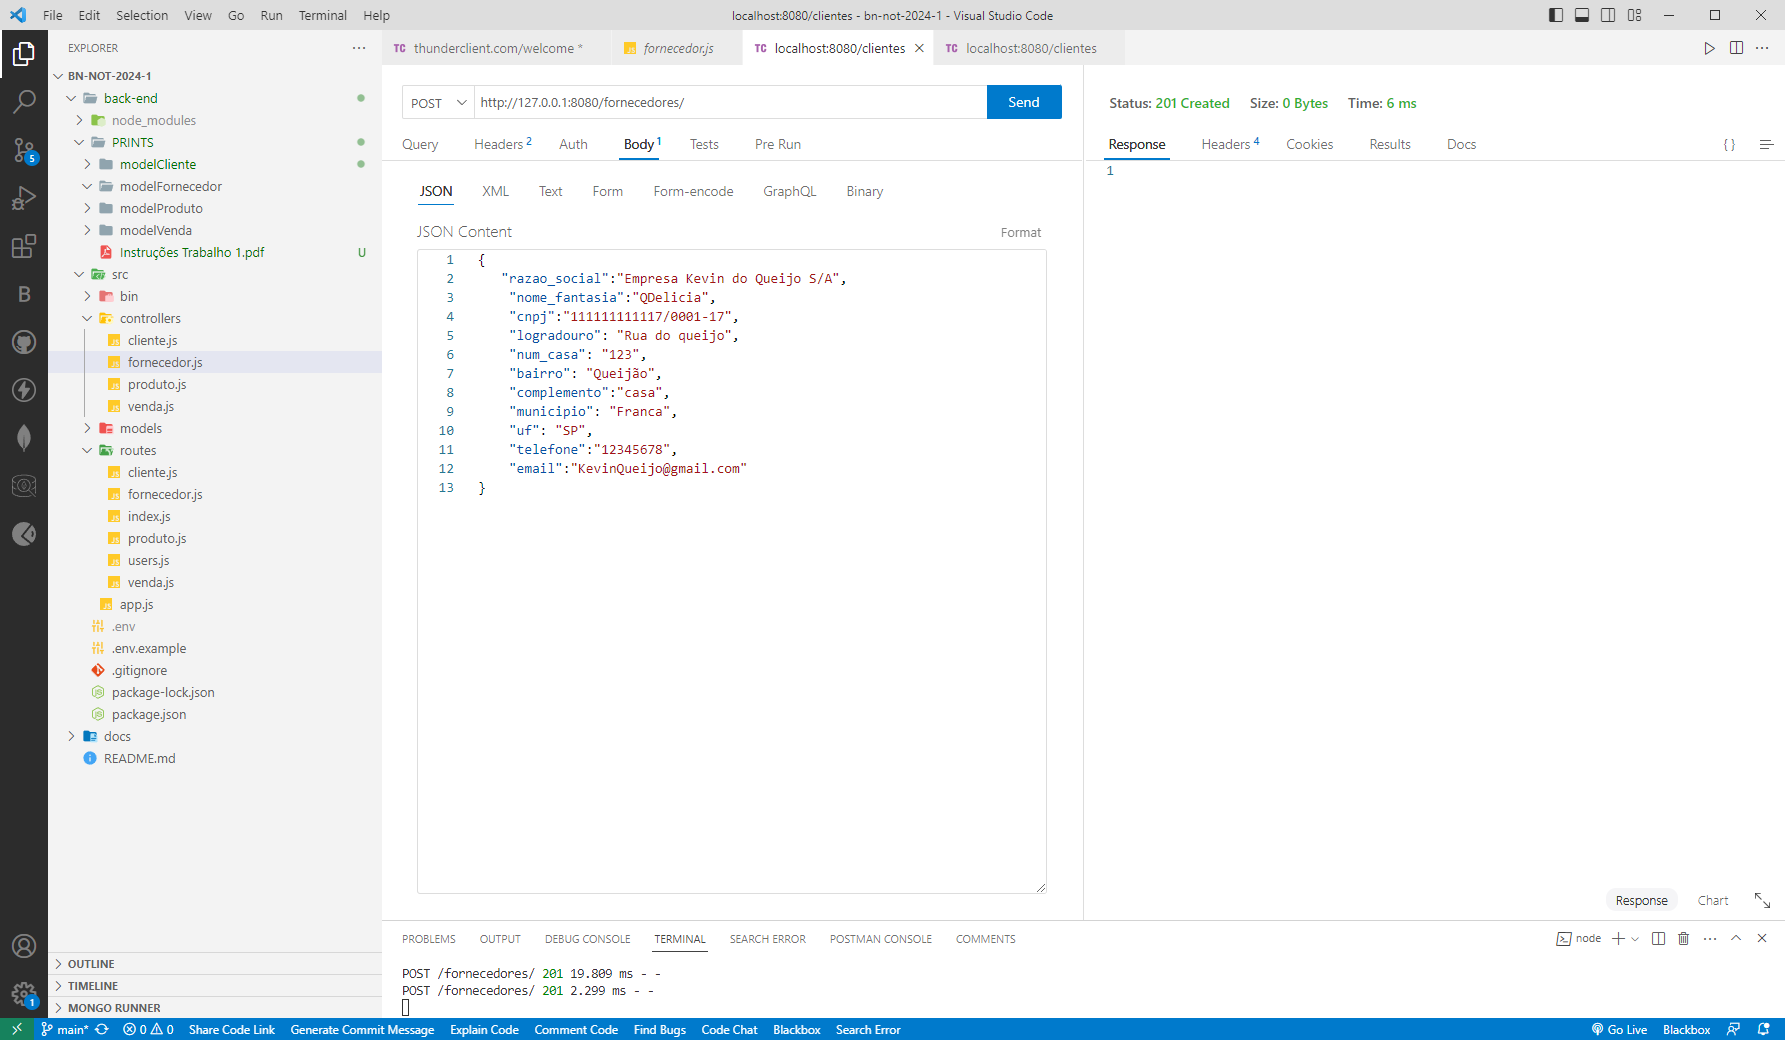 File Edit Selection View Go Run Terminal Help
localhost:8080/clientes - bn-not-2024-1 - Visual Studio Code
EXPLORER
BN-NOT-2024-1
back-end
node_modules
PRINTS
modelCliente
modelFornecedor
modelProduto
modelVenda
Instruções Trabalho 1.pdf U
src
bin
controllers
cliente.js
fornecedor.js
produto.js
venda.js
models
routes
cliente.js
fornecedor.js
index.js
produto.js
users.js
venda.js
app.js
.env
.env.example
.gitignore
package-lock.json
package.json
docs
README.md
OUTLINE
TIMELINE
MONGO RUNNER
5
1
TC thunderclient.com/welcome *
fornecedor.js
TC localhost:8080/clientes
TC localhost:8080/clientes
POST http://127.0.0.1:8080/fornecedores/ Send
Query Headers 2 Auth Body 1 Tests Pre Run
JSON XML Text Form Form-encode GraphQL Binary
JSON Content Format
1 {
2 "razao_social":"Empresa Kevin do Queijo S/A",
3 "nome_fantasia":"QDelicia",
4 "cnpj":"111111111117/0001-17",
5 "logradouro": "Rua do queijo",
6 "num_casa": "123",
7 "bairro": "Queijão",
8 "complemento":"casa",
9 "municipio": "Franca",
10 "uf": "SP",
11 "telefone":"12345678",
12 "email":"KevinQueijo@gmail.com"
13 }
Status: 201 Created Size: 0 Bytes Time: 6 ms
Response Headers 4 Cookies Results Docs { }
1
Response Chart
PROBLEMS OUTPUT DEBUG CONSOLE TERMINAL SEARCH ERROR POSTMAN CONSOLE COMMENTS
node
POST /fornecedores/ 201 19.809 ms - -
POST /fornecedores/ 201 2.299 ms - -
main* 0 0 Share Code Link Generate Commit Message Explain Code Comment Code Find Bugs Code Chat Blackbox Search Error
Go Live Blackbox